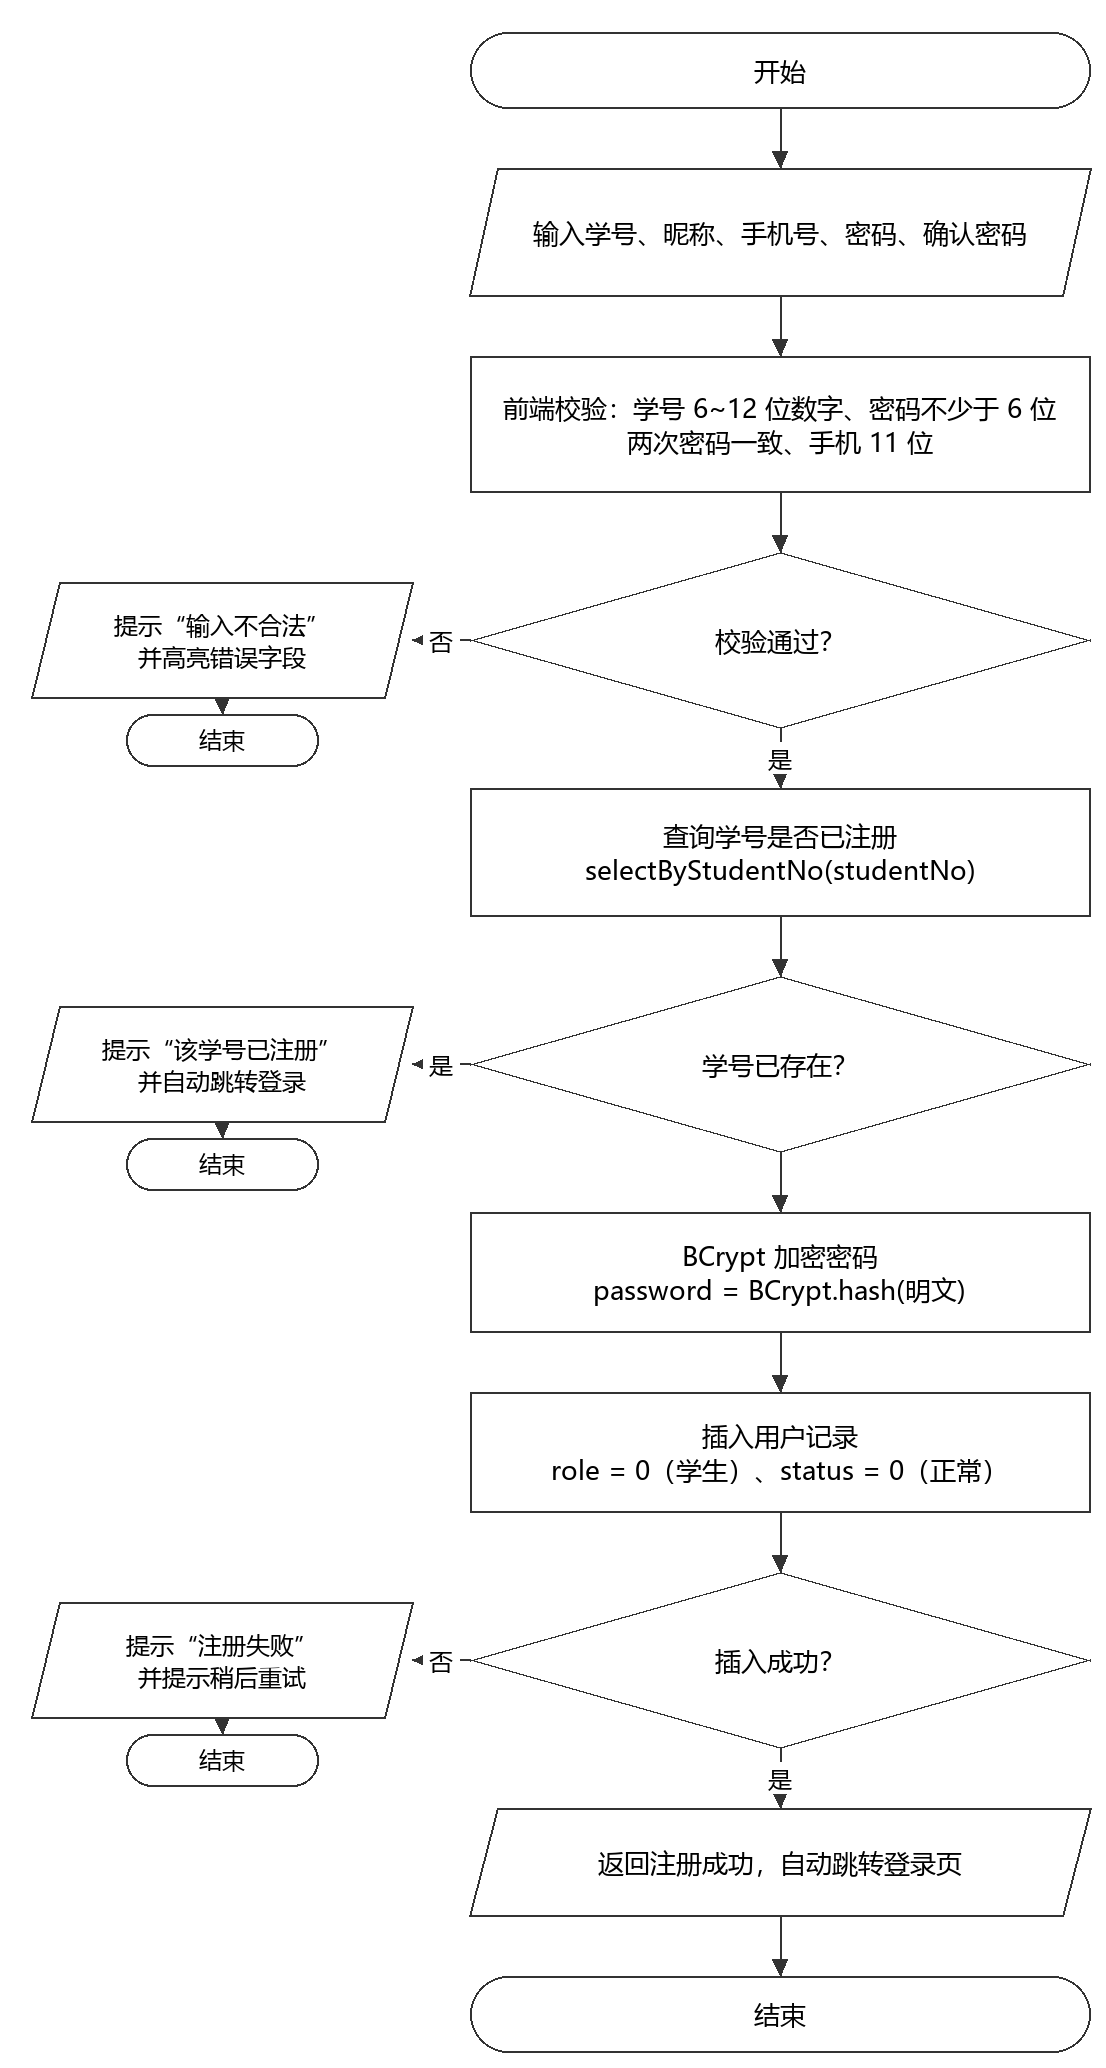 开始
输入学号、昵称、手机号、密码、确认密码
前端校验：学号 6~12 位数字、密码不少于 6 位
两次密码一致、手机 11 位
校验通过？
否
提示“输入不合法”
并高亮错误字段
结束
是
查询学号是否已注册
selectByStudentNo(studentNo)
学号已存在？
是
提示“该学号已注册”
并自动跳转登录
结束
BCrypt 加密密码
password = BCrypt.hash(明文)
插入用户记录
role = 0（学生）、status = 0（正常）
插入成功？
否
提示“注册失败”
并提示稍后重试
结束
是
返回注册成功，自动跳转登录页
结束